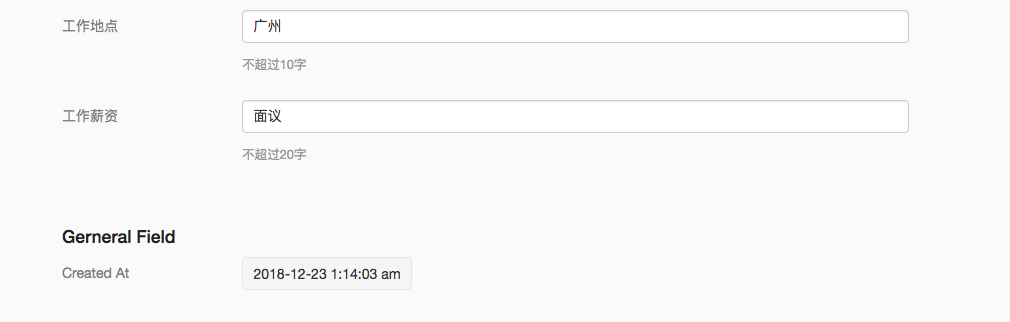 工作地点 广州
不超过10字
工作薪资 面议
不超过20字
Gerneral Field
Created At 2018-12-23 1:14:03 am